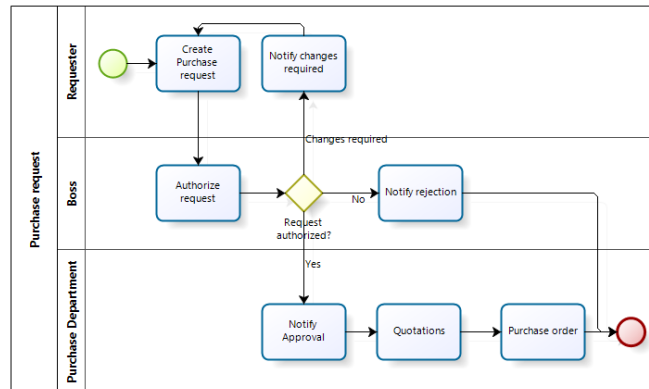 Purchase request
Requester
Create
Purchase
request
Notify changes
required
Changes required
Boss
Authorize
request
Request
authorized?
No
Notify rejection
Yes
Purchase Department
Notify
Approval
Quotations
Purchase order